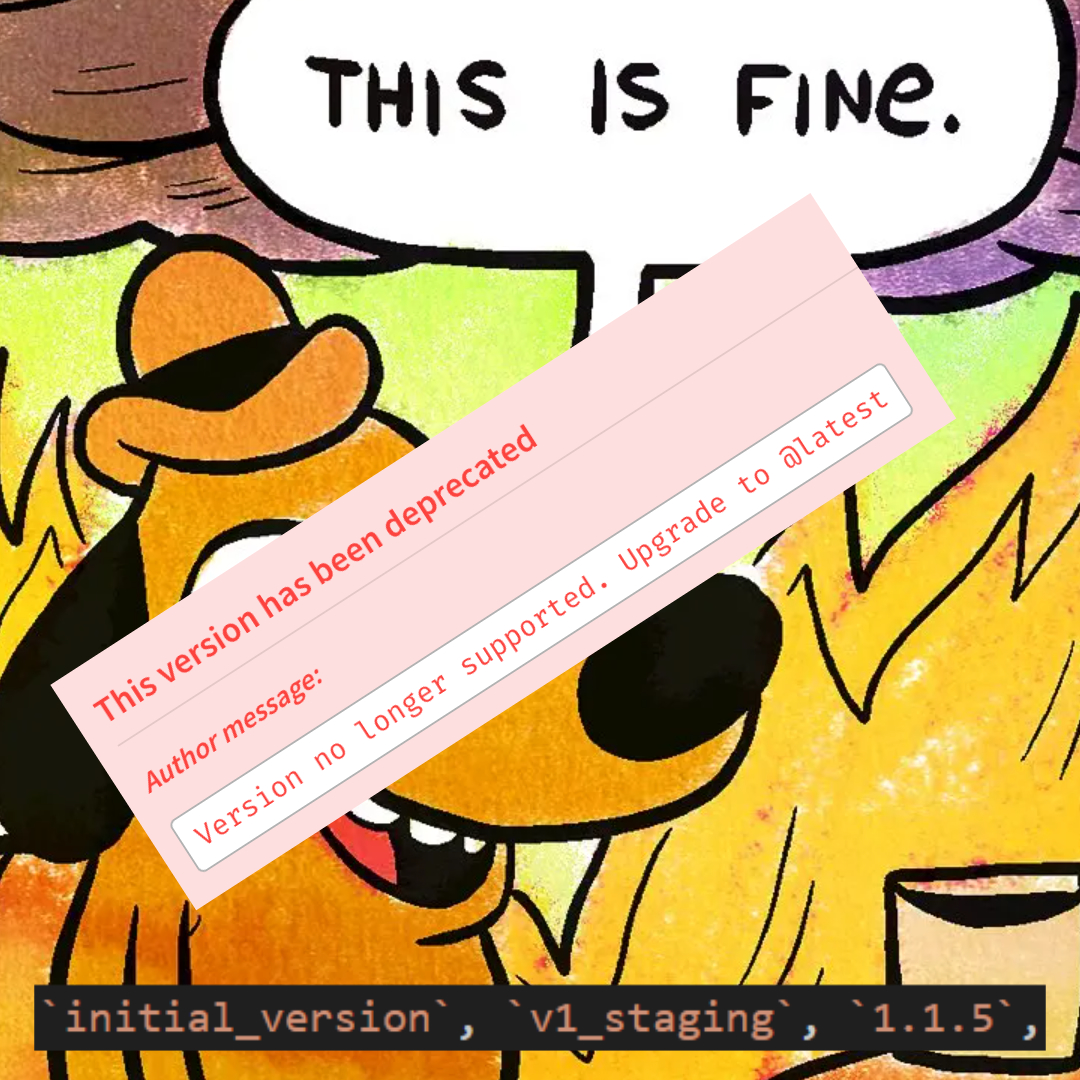 THIS IS FINe.
This version has been deprecated
Author message:
Version no longer supported. Upgrade to @latest
`initial_version`, `v1_staging`, `1.1.5`,